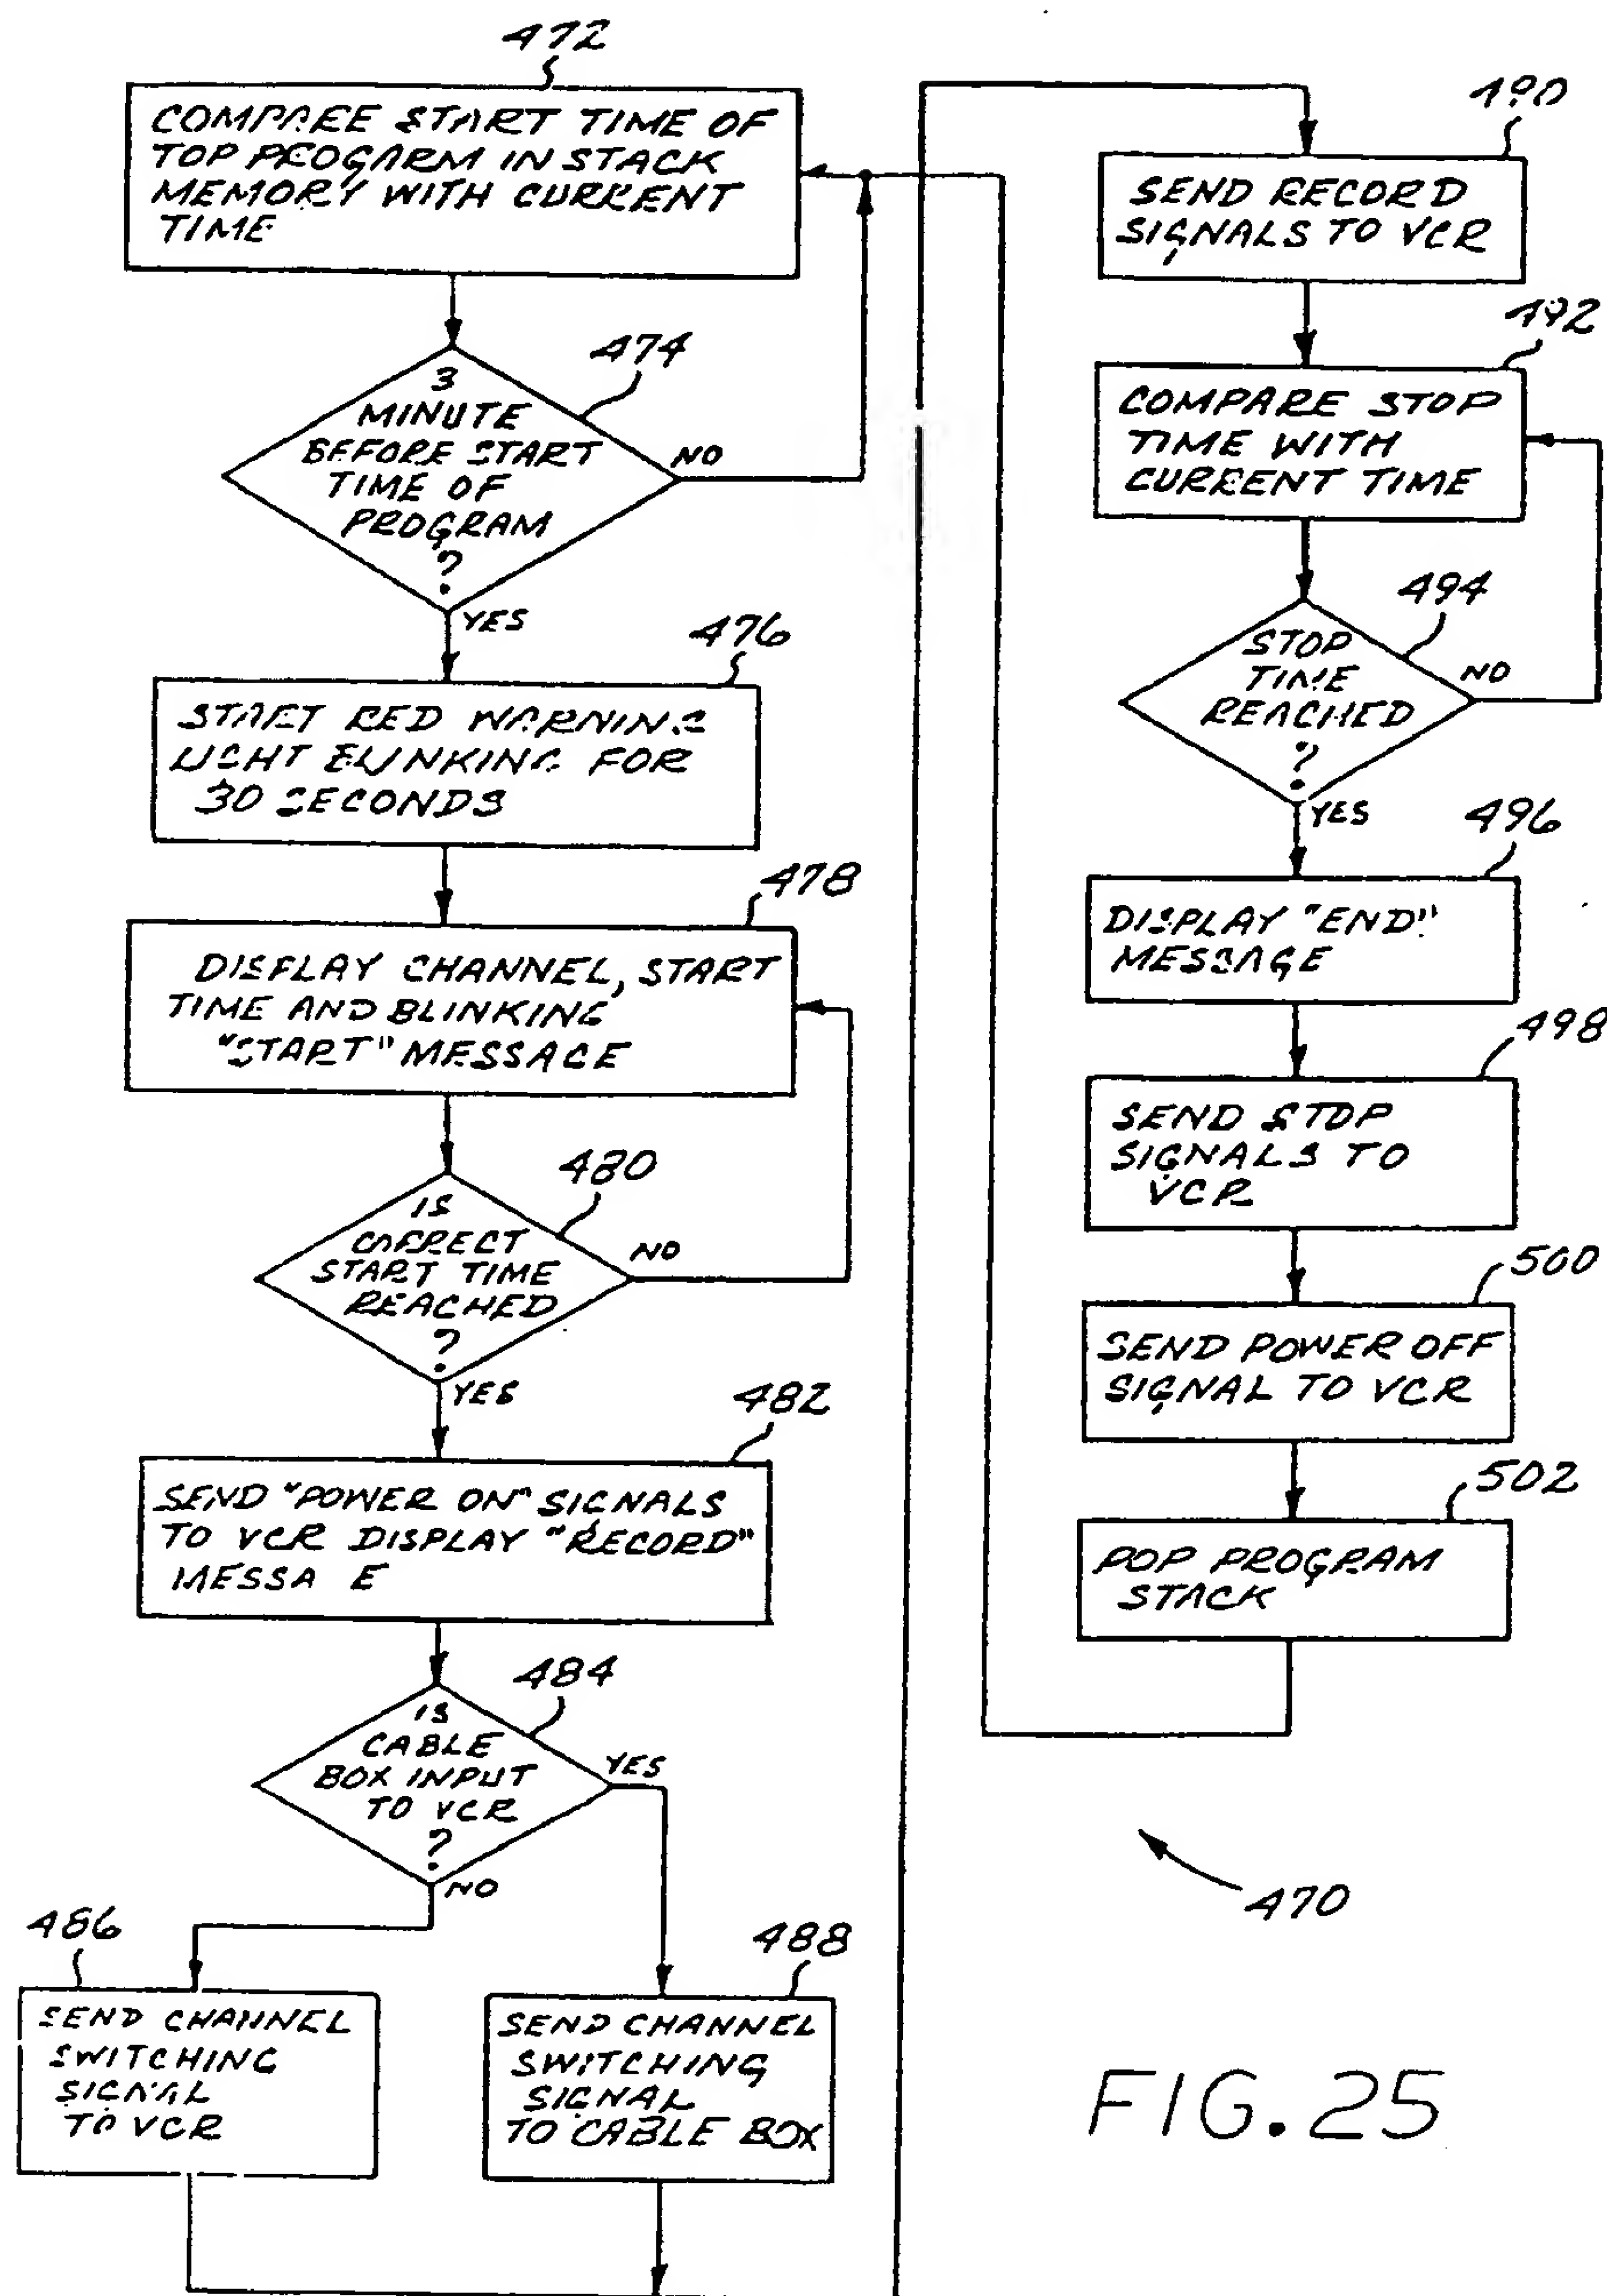 472
COMPARE START TIME OF
TOP PROGARM IN STACK
MEMORY WITH CURRENT
TIME
474
3
MINUTE
BEFORE START
TIME OF
PROGRAM
?
NO
YES
476
START RED WARNING
LIGHT BLINKING FOR
30 SECONDS
478
DISPLAY CHANNEL, START
TIME AND BLINKING
"START" MESSAGE
480
IS
CORRECT
START TIME
REACHED
?
NO
YES
482
SEND "POWER ON" SIGNALS
TO VCR DISPLAY "RECORD"
MESSA E
484
IS
CABLE
BOX INPUT
TO VCR
?
YES
NO
486
SEND CHANNEL
SWITCHING
SIGNAL
TO VCR
488
SEND CHANNEL
SWITCHING
SIGNAL
TO CABLE BOX
490
SEND RECORD
SIGNALS TO VCR
492
COMPARE STOP
TIME WITH
CURRENT TIME
494
STOP
TIME
REACHED
?
NO
YES
496
DISPLAY "END"
MESSAGE
498
SEND STOP
SIGNALS TO
VCR
500
SEND POWER OFF
SIGNAL TO VCR
502
POP PROGRAM
STACK
470
FIG. 25